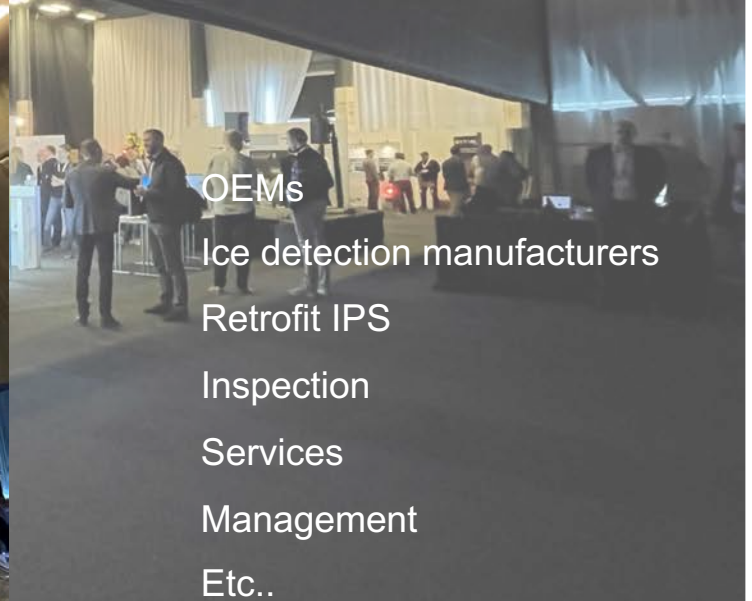 OEMs
Ice detection manufacturers
Retrofit IPS
Inspection
Services
Management
Etc..